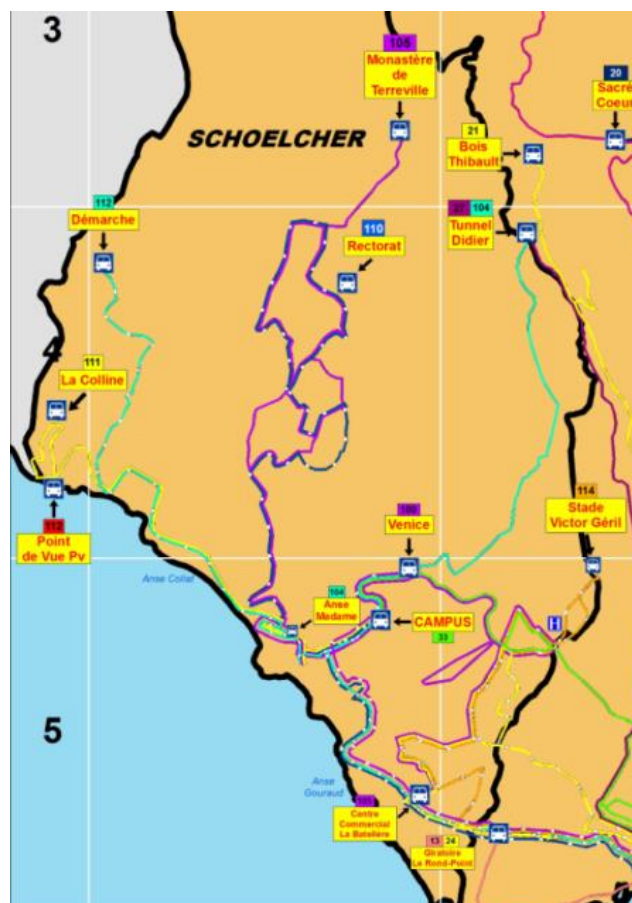 3
108
Monastère
de
Terreville
20
Sacré
Coeur
SCHOELCHER
21
Bois
Thibault
112
Démarche
104
Tunnel
Didier
110
Rectorat
4
111
La Colline
112
Point
de Vue Pv
114
Stade
Victor Géril
Venice
Anse Collat
104
Anse
Madame
CAMPUS
33
H
5
Anse
Gouraud
Centre
Commercial
La Batelière
13 24
Giratoire
Le Rond-Point